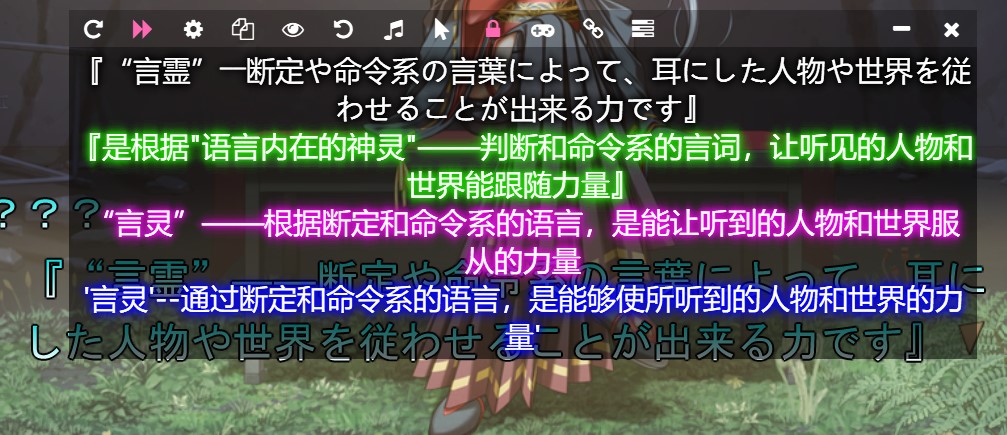 『“言霊”一断定や命令系の言葉によって、耳にした人物や世界を従
わせることが出来る力です』
『是根据"语言内在的神灵"——判断和命令系的言词，让听见的人物和
世界能跟随力量』
“言灵”——根据断定和命令系的语言，是能让听到的人物和世界服
从的力量
'言灵'--通过断定和命令系的语言，是能够使所听到的人物和世界的力
量'
？？？
『“言霊”――断定や命令系の言葉によって、耳に
した人物や世界を従わせることが出来る力です』